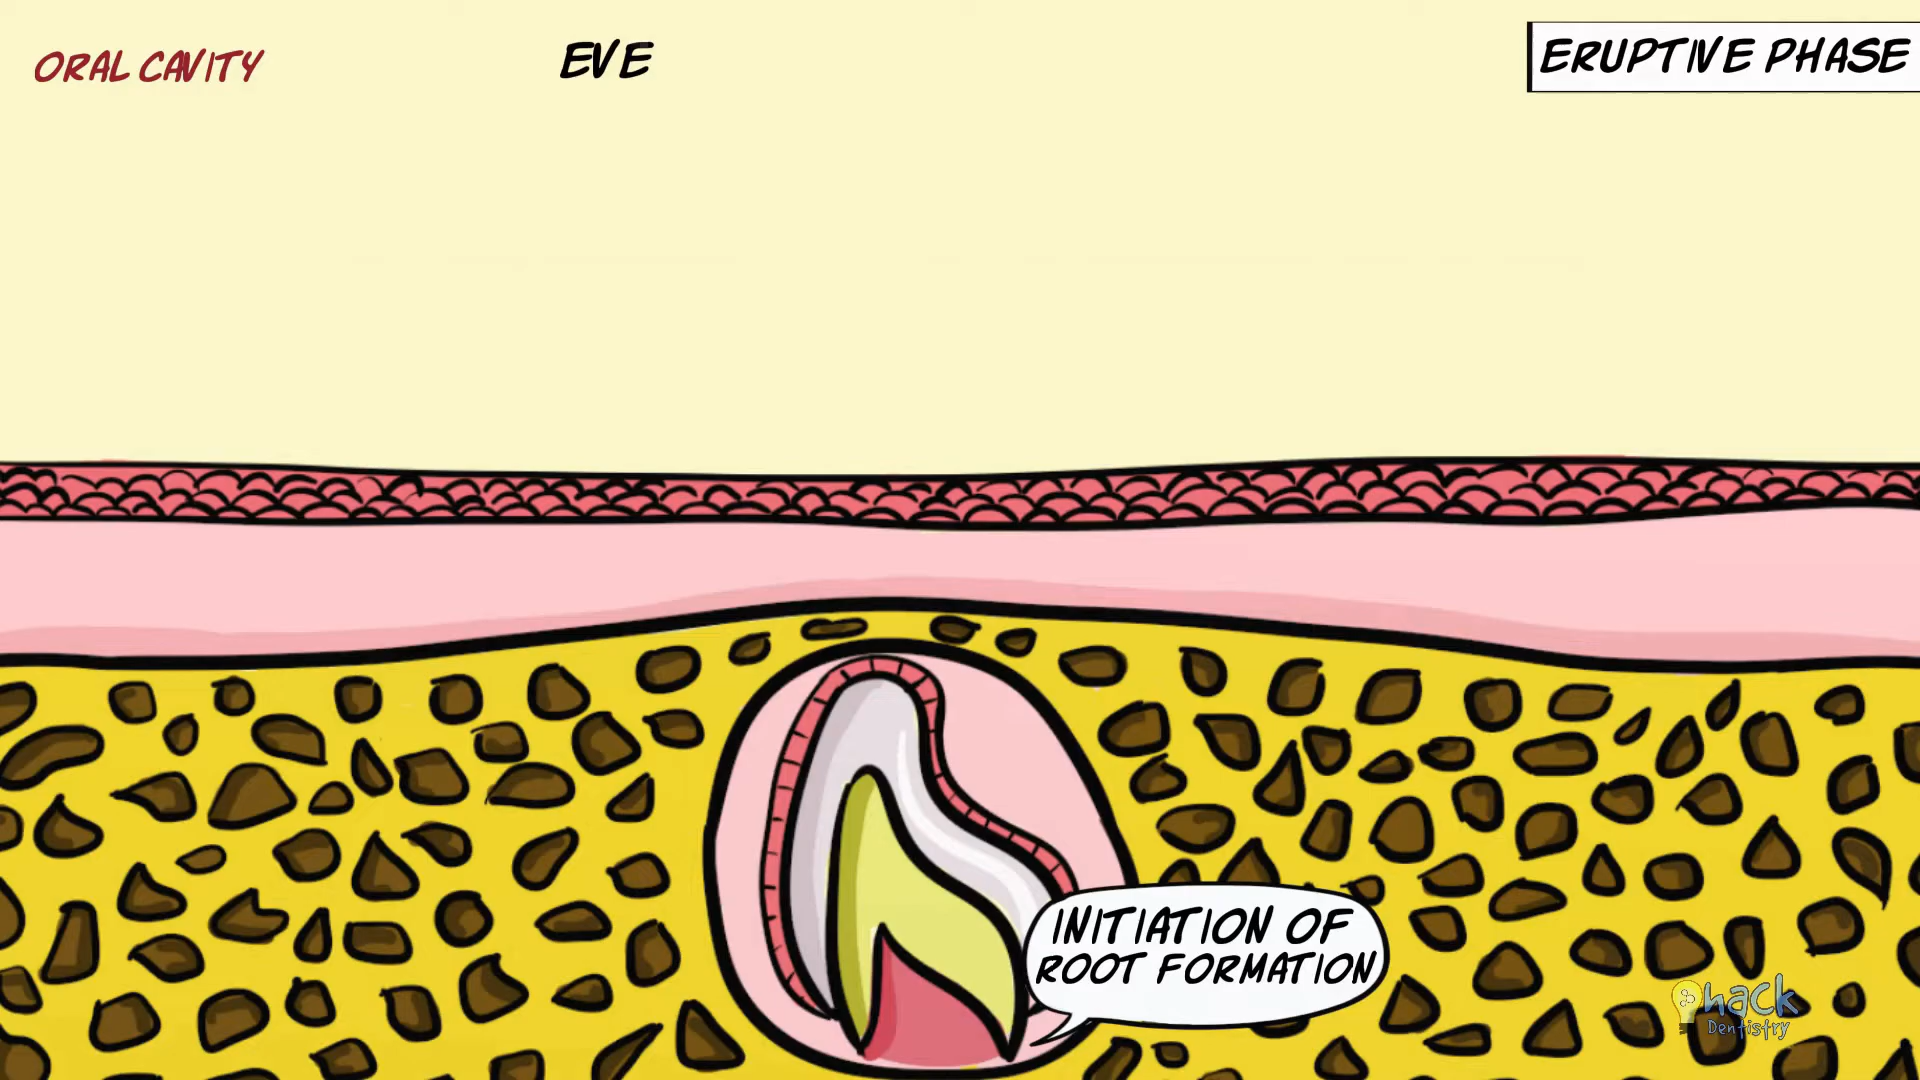 ORAL CAVITY
EVE
ERUPTIVE PHASE
INITIATION OF
ROOT FORMATION
hack
Dentistry